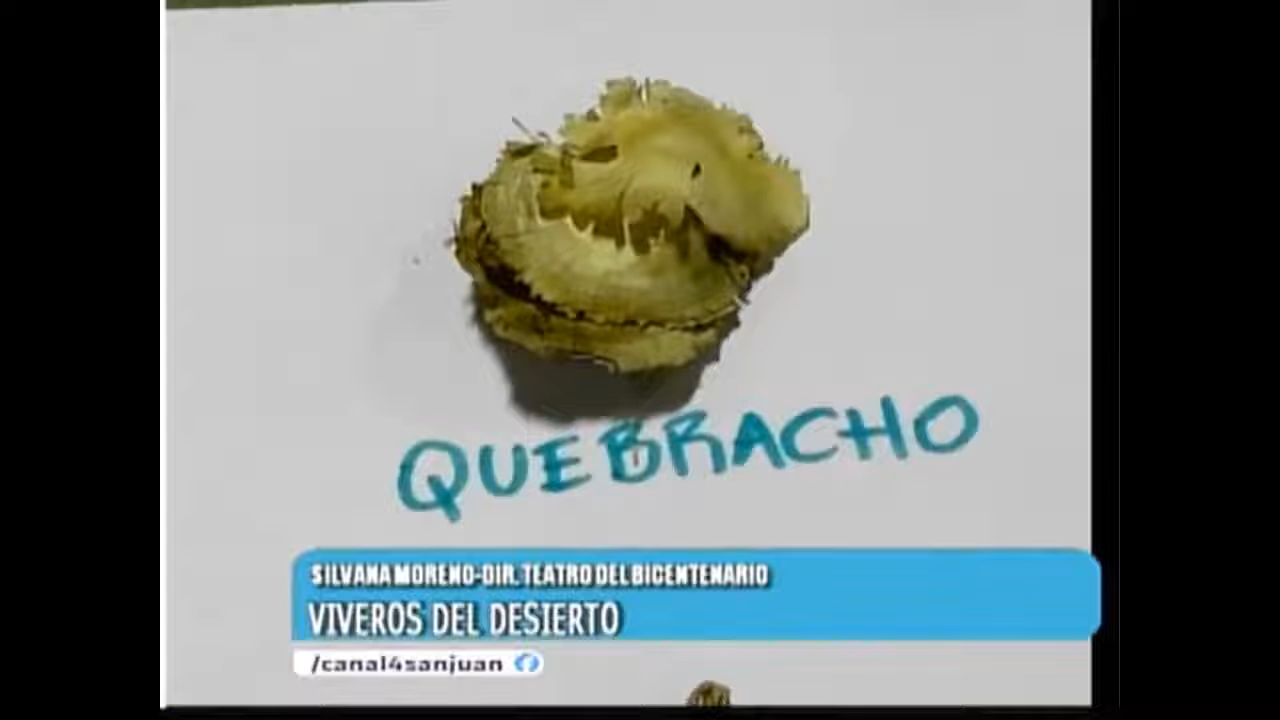 QUEBRACHO
SILVANA MORENO-DIR. TEATRO DEL BICENTENARIO
VIVEROS DEL DESIERTO
/canal4sanjuan